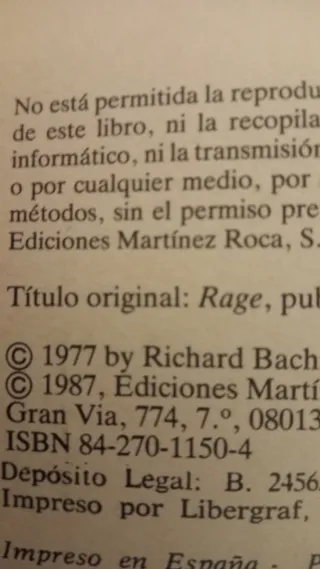 No está permitida la reprodu
de este libro, ni la recopila
informático, ni la transmisión
o por cualquier medio, por
métodos, sin el permiso pre
Ediciones Martínez Roca, S.
Título original: Rage, pub
© 1977 by Richard Bach
© 1987, Ediciones Martí
Gran Via, 774, 7.º, 08013
ISBN 84-270-1150-4
Depósito Legal: B. 2456
Impreso por Libergraf,
Impreso en España - P